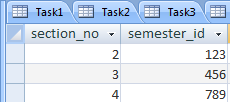 Task1 Task2 Task3
section_no semester_id
2 123
3 456
4 789